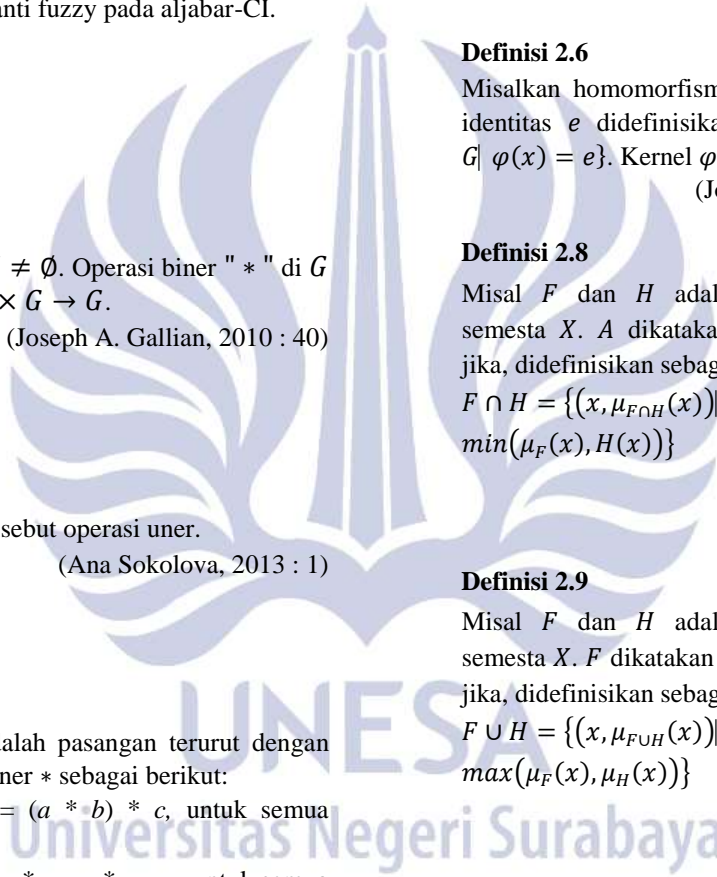 anti fuzzy pada aljabar-CI.
≠ ∅. Operasi biner " ∗ " di G
× G → G.
(Joseph A. Gallian, 2010 : 40)
sebut operasi uner.
(Ana Sokolova, 2013 : 1)
dalah pasangan terurut dengan
ner ∗ sebagai berikut:
= (a * b) * c, untuk semua
Definisi 2.6
Misalkan homomorfism
identitas e didefinisika
G| φ(x) = e}. Kernel φ
(Jo
Definisi 2.8
Misal F dan H adal
semesta X. A dikataka
jika, didefinisikan sebag
F ∩ H = {(x, μF∩H(x))|
min(μF(x), H(x))}
Definisi 2.9
Misal F dan H adal
semesta X. F dikatakan
jika, didefinisikan sebag
F ∪ H = {(x, μF∪H(x))|
max(μF(x), μH(x))}
UNESA
Universitas Negeri Surabaya